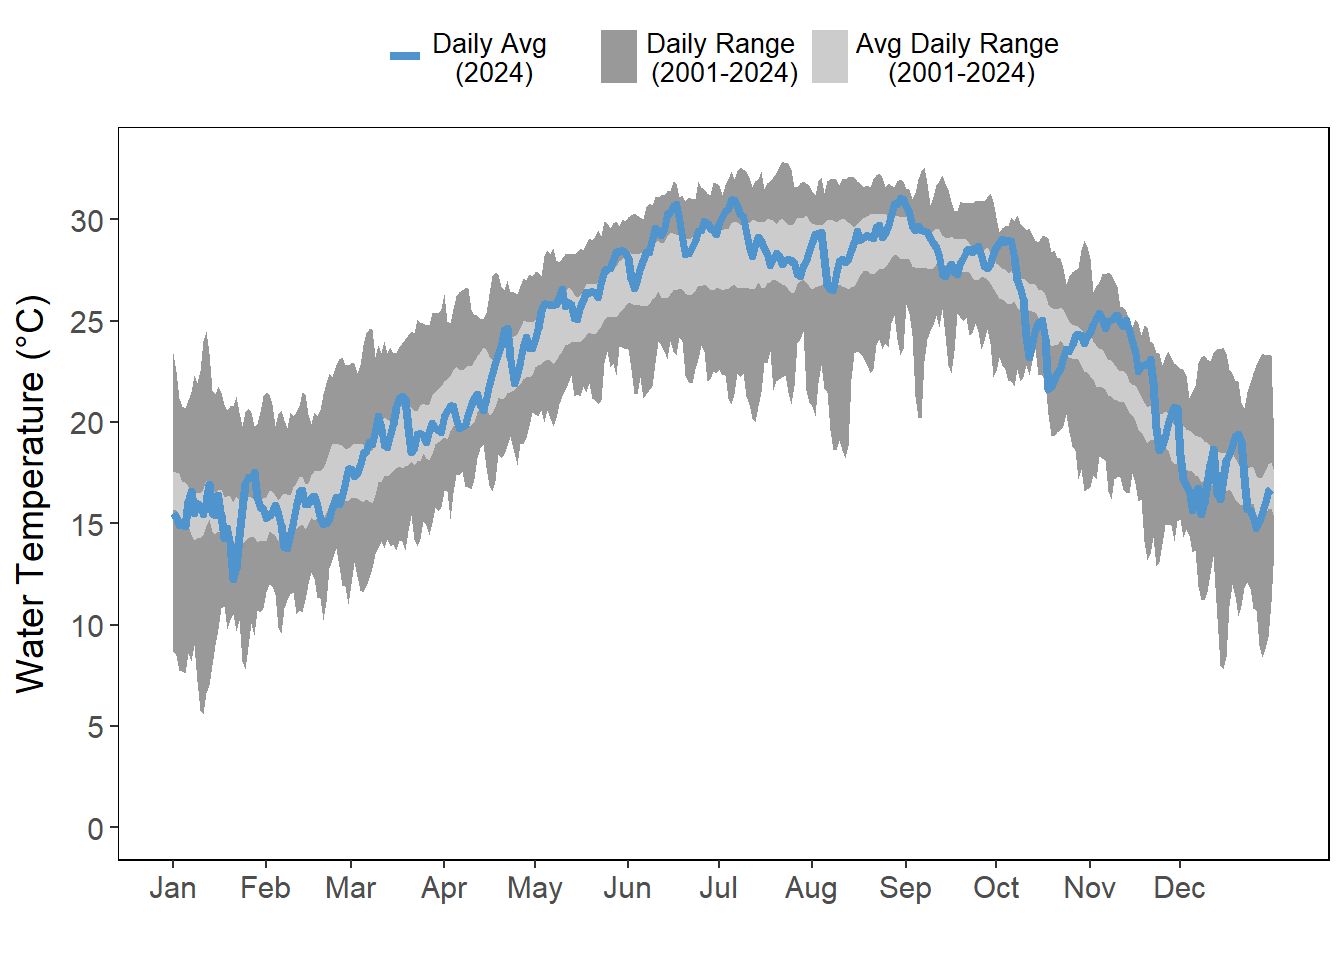 Daily Avg
(2024)
Daily Range
(2001-2024)
Avg Daily Range
(2001-2024)
Water Temperature (°C)
30
25
20
15
10
5
0
Jan Feb Mar Apr May Jun Jul Aug Sep Oct Nov Dec